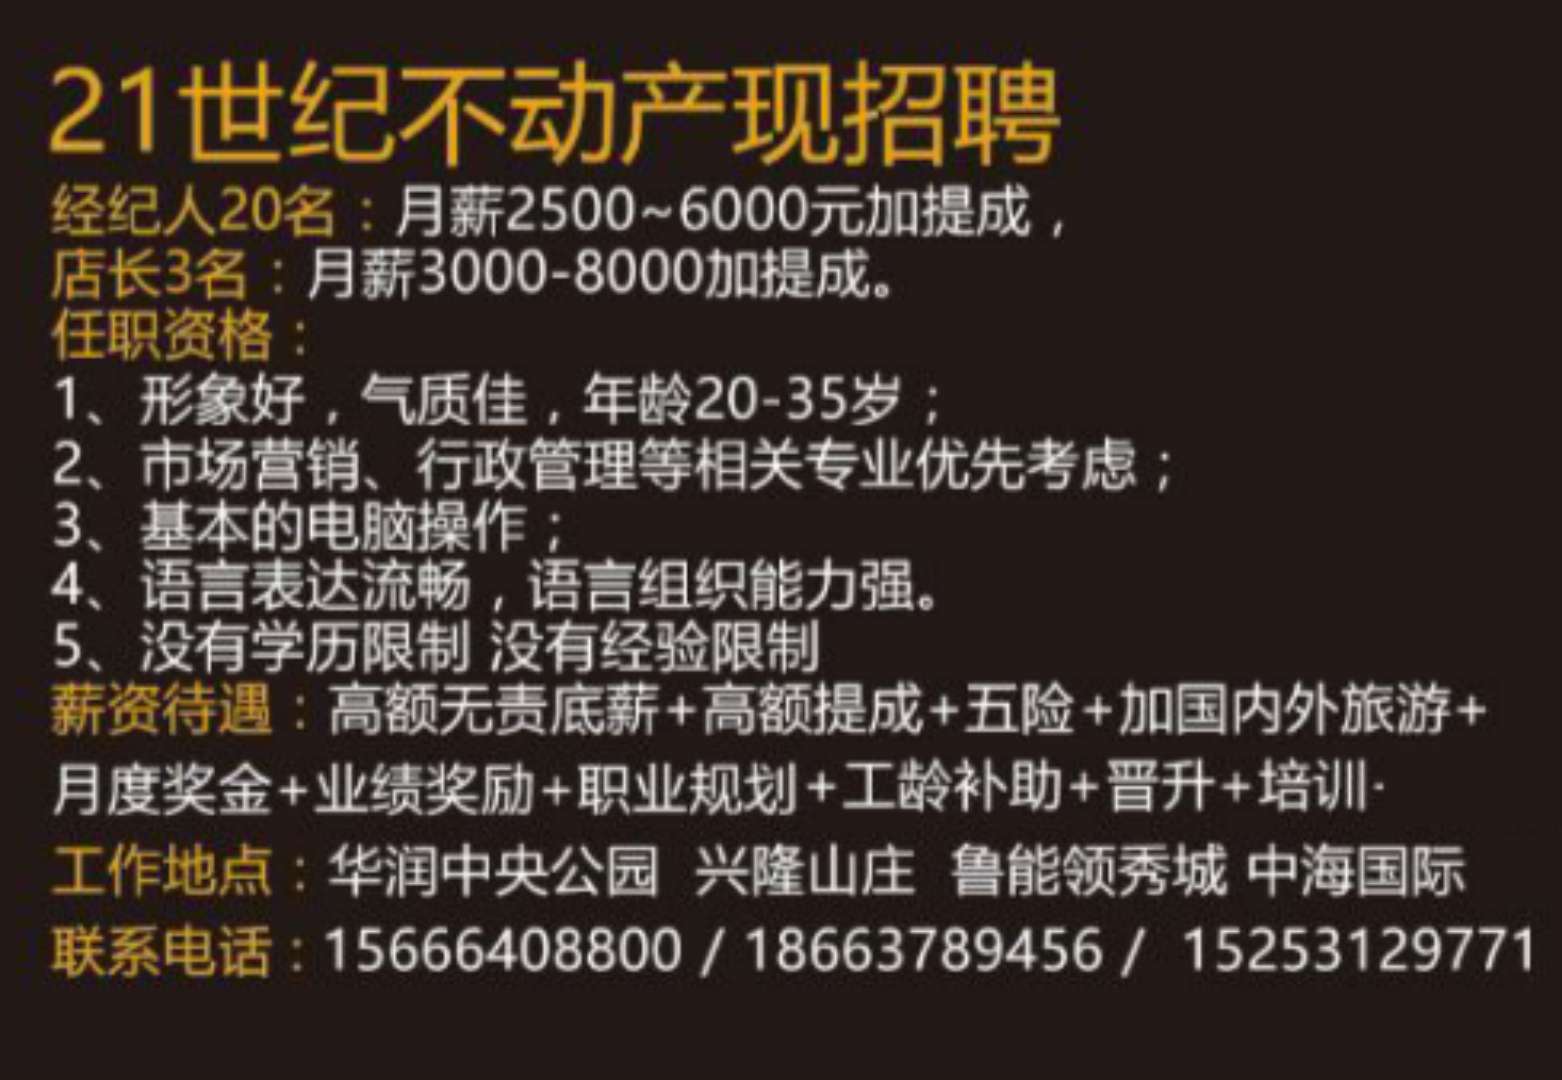 21世纪不动产现招聘
经纪人20名：月薪2500~6000元加提成，
店长3名：月薪3000-8000加提成。
任职资格：
1、形象好，气质佳，年龄20-35岁；
2、市场营销、行政管理等相关专业优先考虑；
3、基本的电脑操作；
4、语言表达流畅，语言组织能力强。
5、没有学历限制 没有经验限制
薪资待遇：高额无责底薪+高额提成+五险+加国内外旅游+
月度奖金+业绩奖励+职业规划+工龄补助+晋升+培训·
工作地点：华润中央公园 兴隆山庄 鲁能领秀城 中海国际
联系电话：15666408800 / 18663789456 / 15253129771